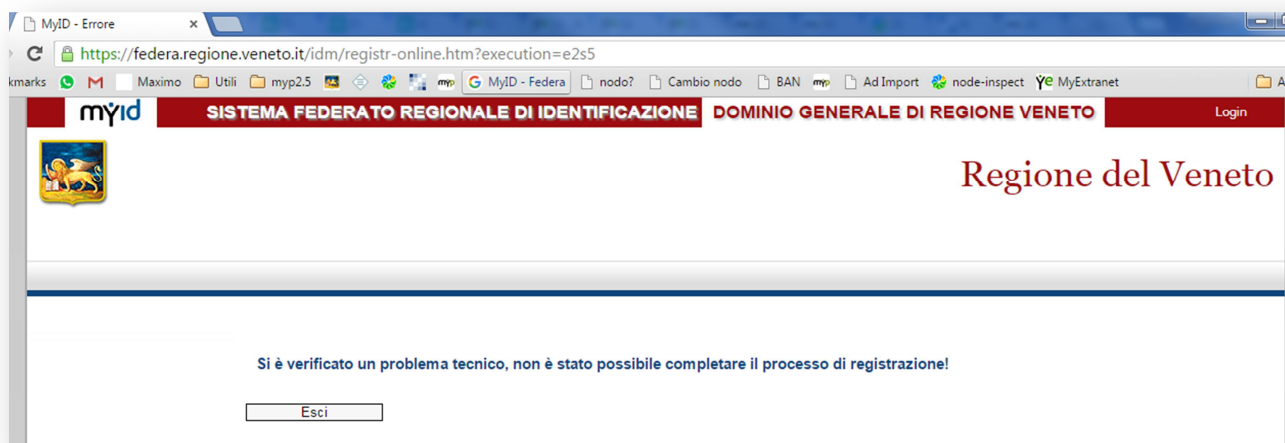 MyID - Errore
https://federa.regione.veneto.it/idm/registr-online.htm?execution=e2s5
kmarks Maximo Utili myp2.5 myp MyID - Federa nodo? Cambio nodo BAN myp Ad Import node-inspect MyExtranet A
myid SISTEMA FEDERATO REGIONALE DI IDENTIFICAZIONE DOMINIO GENERALE DI REGIONE VENETO Login
Regione del Veneto
Si è verificato un problema tecnico, non è stato possibile completare il processo di registrazione!
Esci